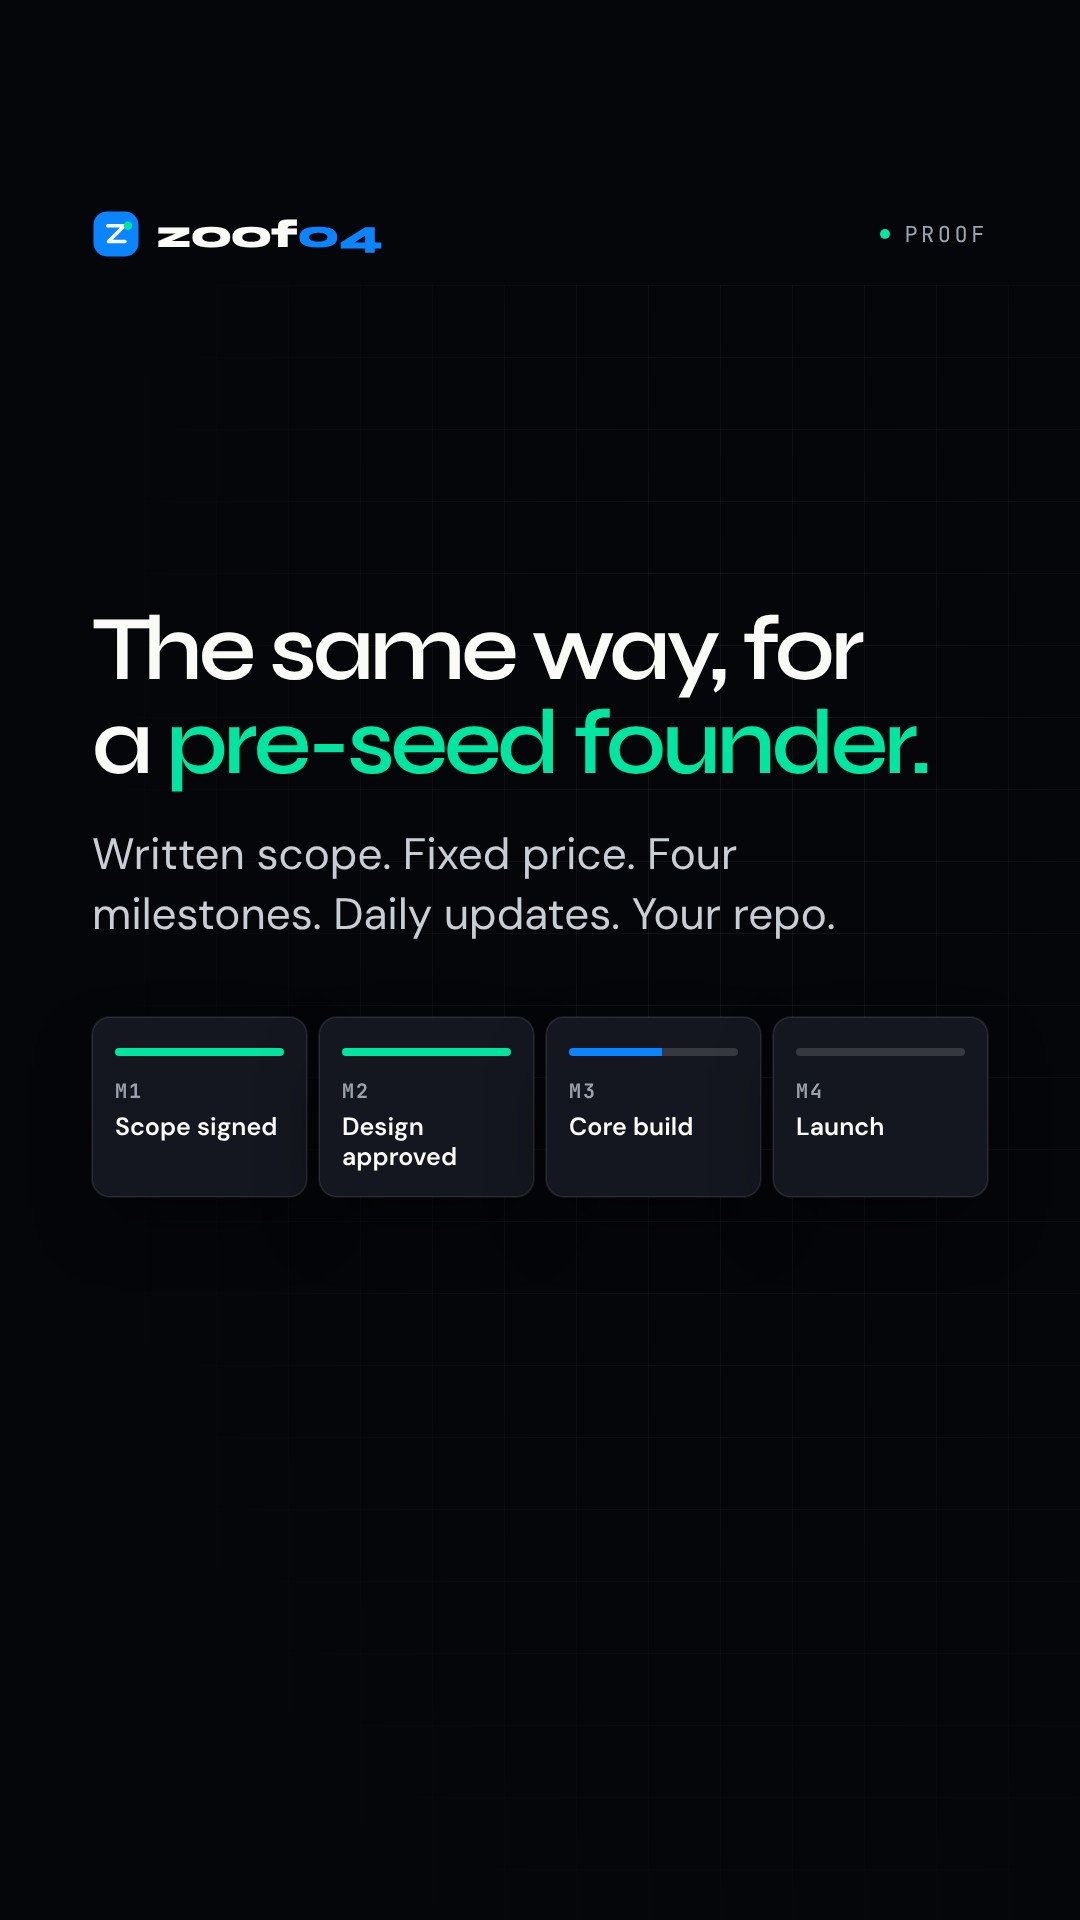 zoof04
PROOF
The same way, for
a pre-seed founder.
Written scope. Fixed price. Four
milestones. Daily updates. Your repo.
M1
Scope signed
M2
Design
approved
M3
Core build
M4
Launch